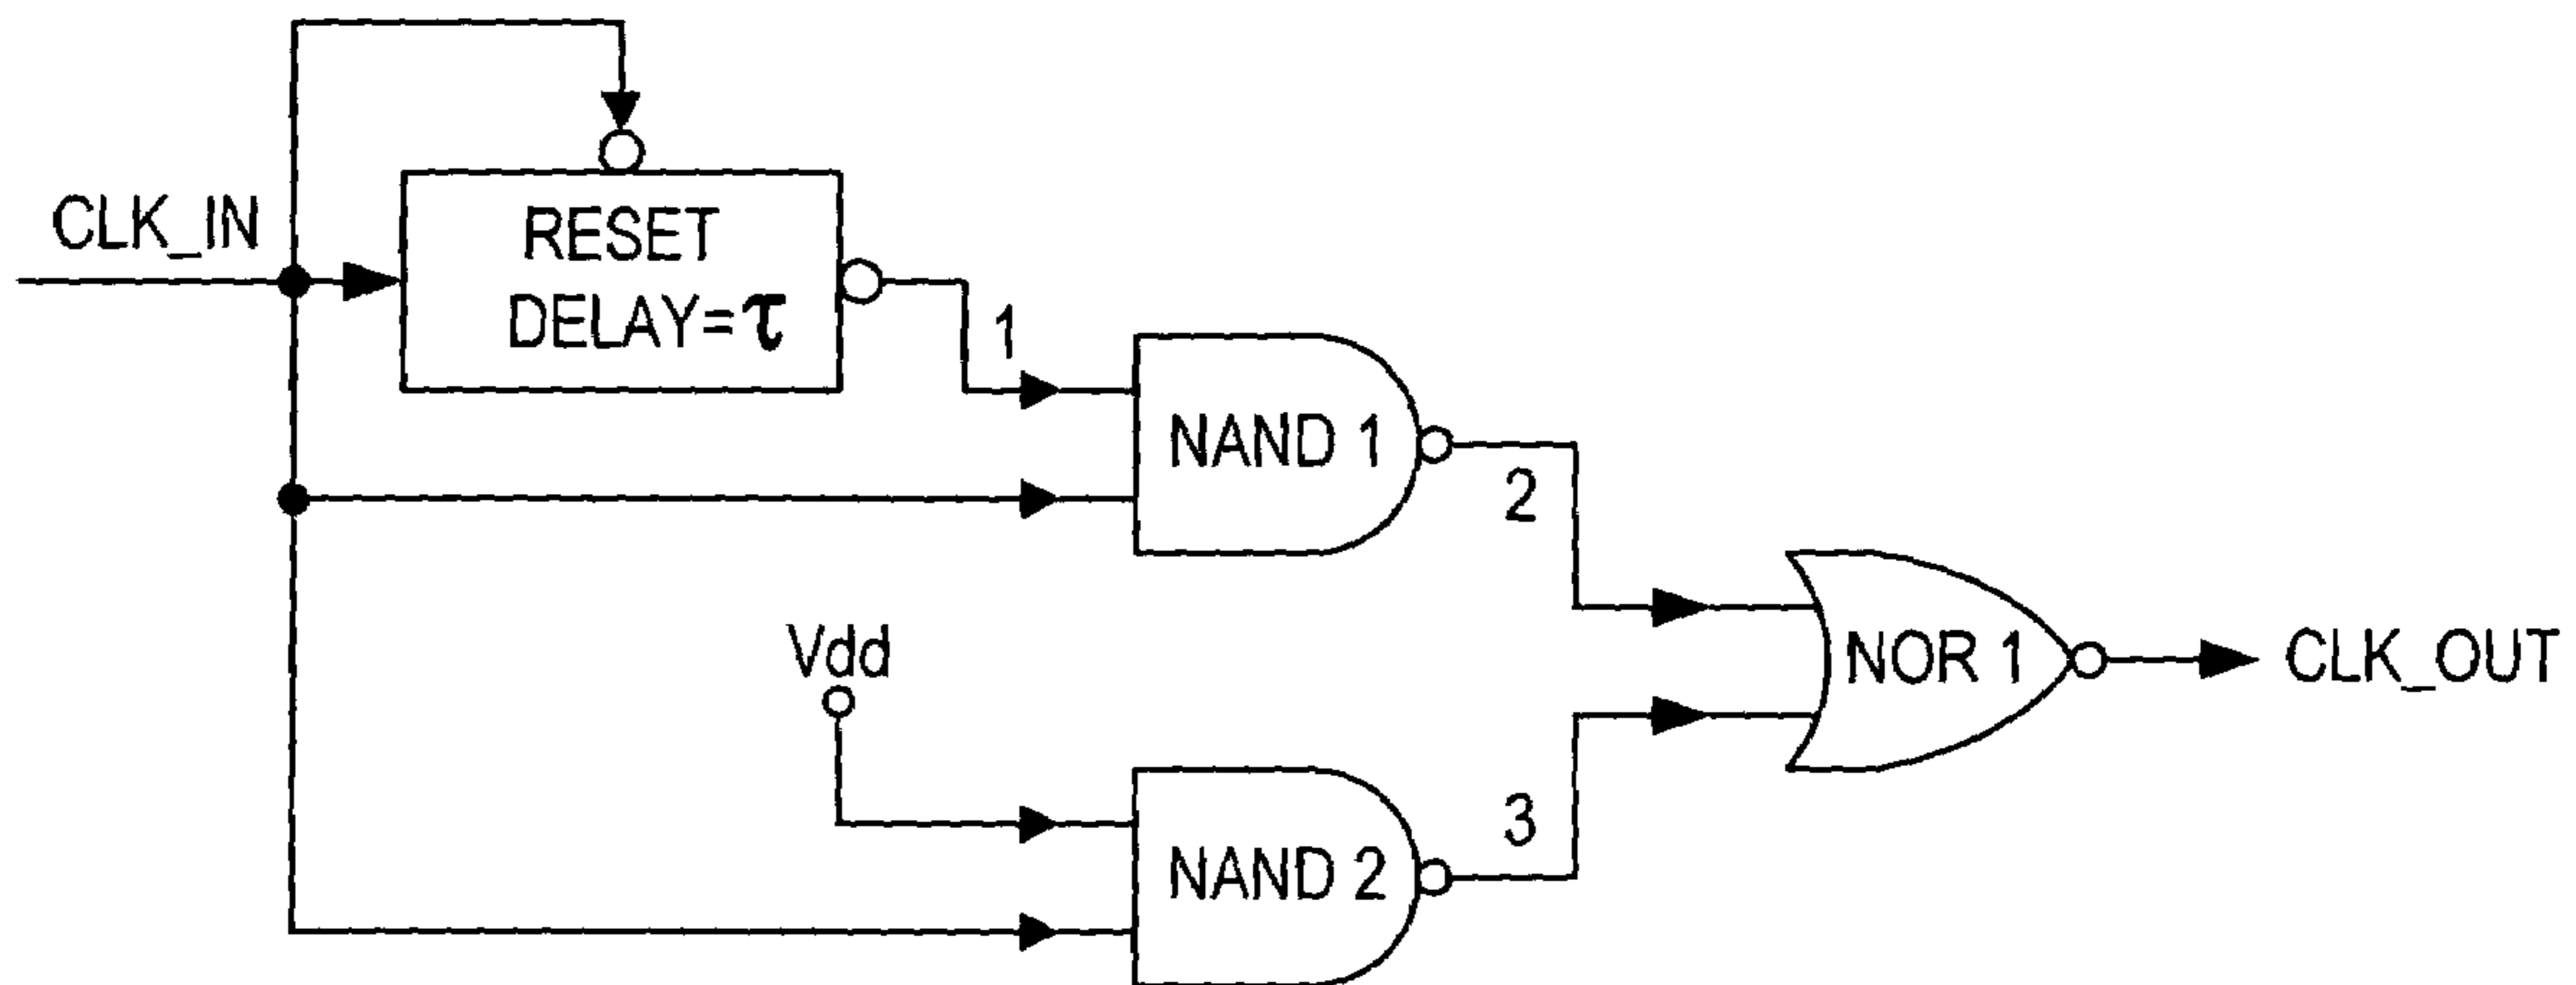 CLK_IN
RESET
DELAY=τ
1
NAND 1
2
Vdd
NOR 1
CLK_OUT
3
NAND 2